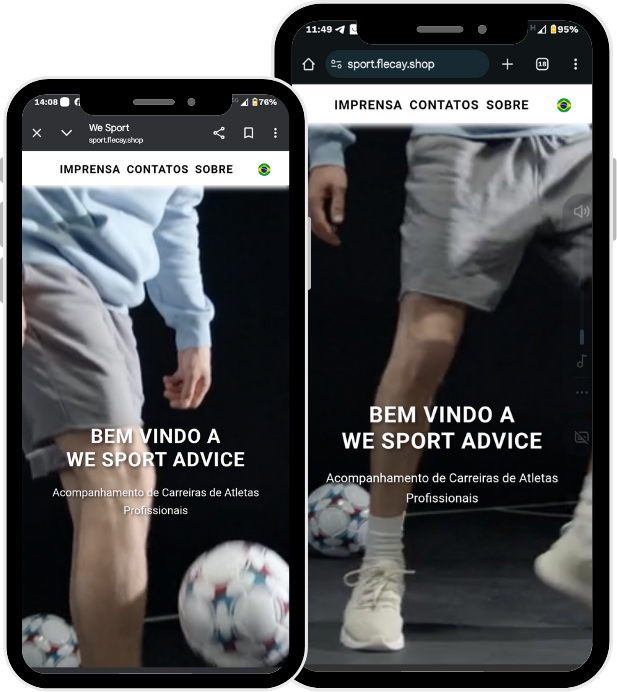 11:49
95%
sport.flecay.shop
18
IMPRENSA CONTATOS SOBRE
BEM VINDO A
WE SPORT ADVICE
Acompanhamento de Carreiras de Atletas
Profissionais
14:08
76%
We Sport
sport.flecay.shop
IMPRENSA CONTATOS SOBRE
BEM VINDO A
WE SPORT ADVICE
Acompanhamento de Carreiras de Atletas
Profissionais